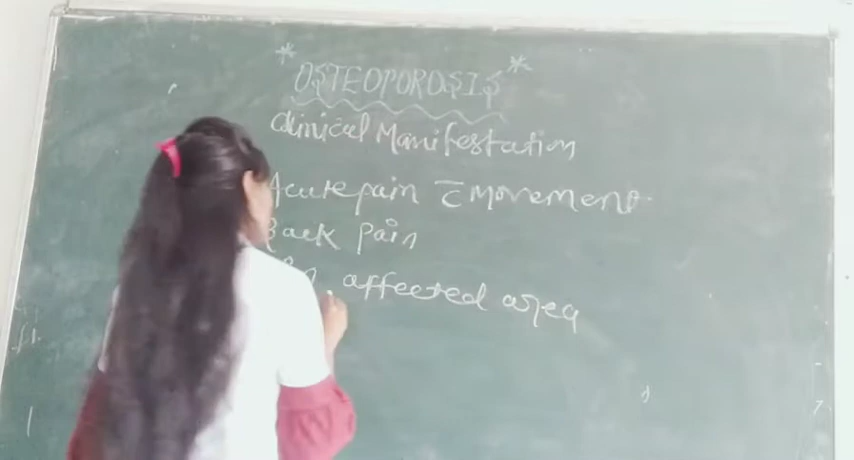 * OSTEOPOROSIS *
Clinical Manifestation
Acute pain c̄ Movement.
Back Pain
affected area